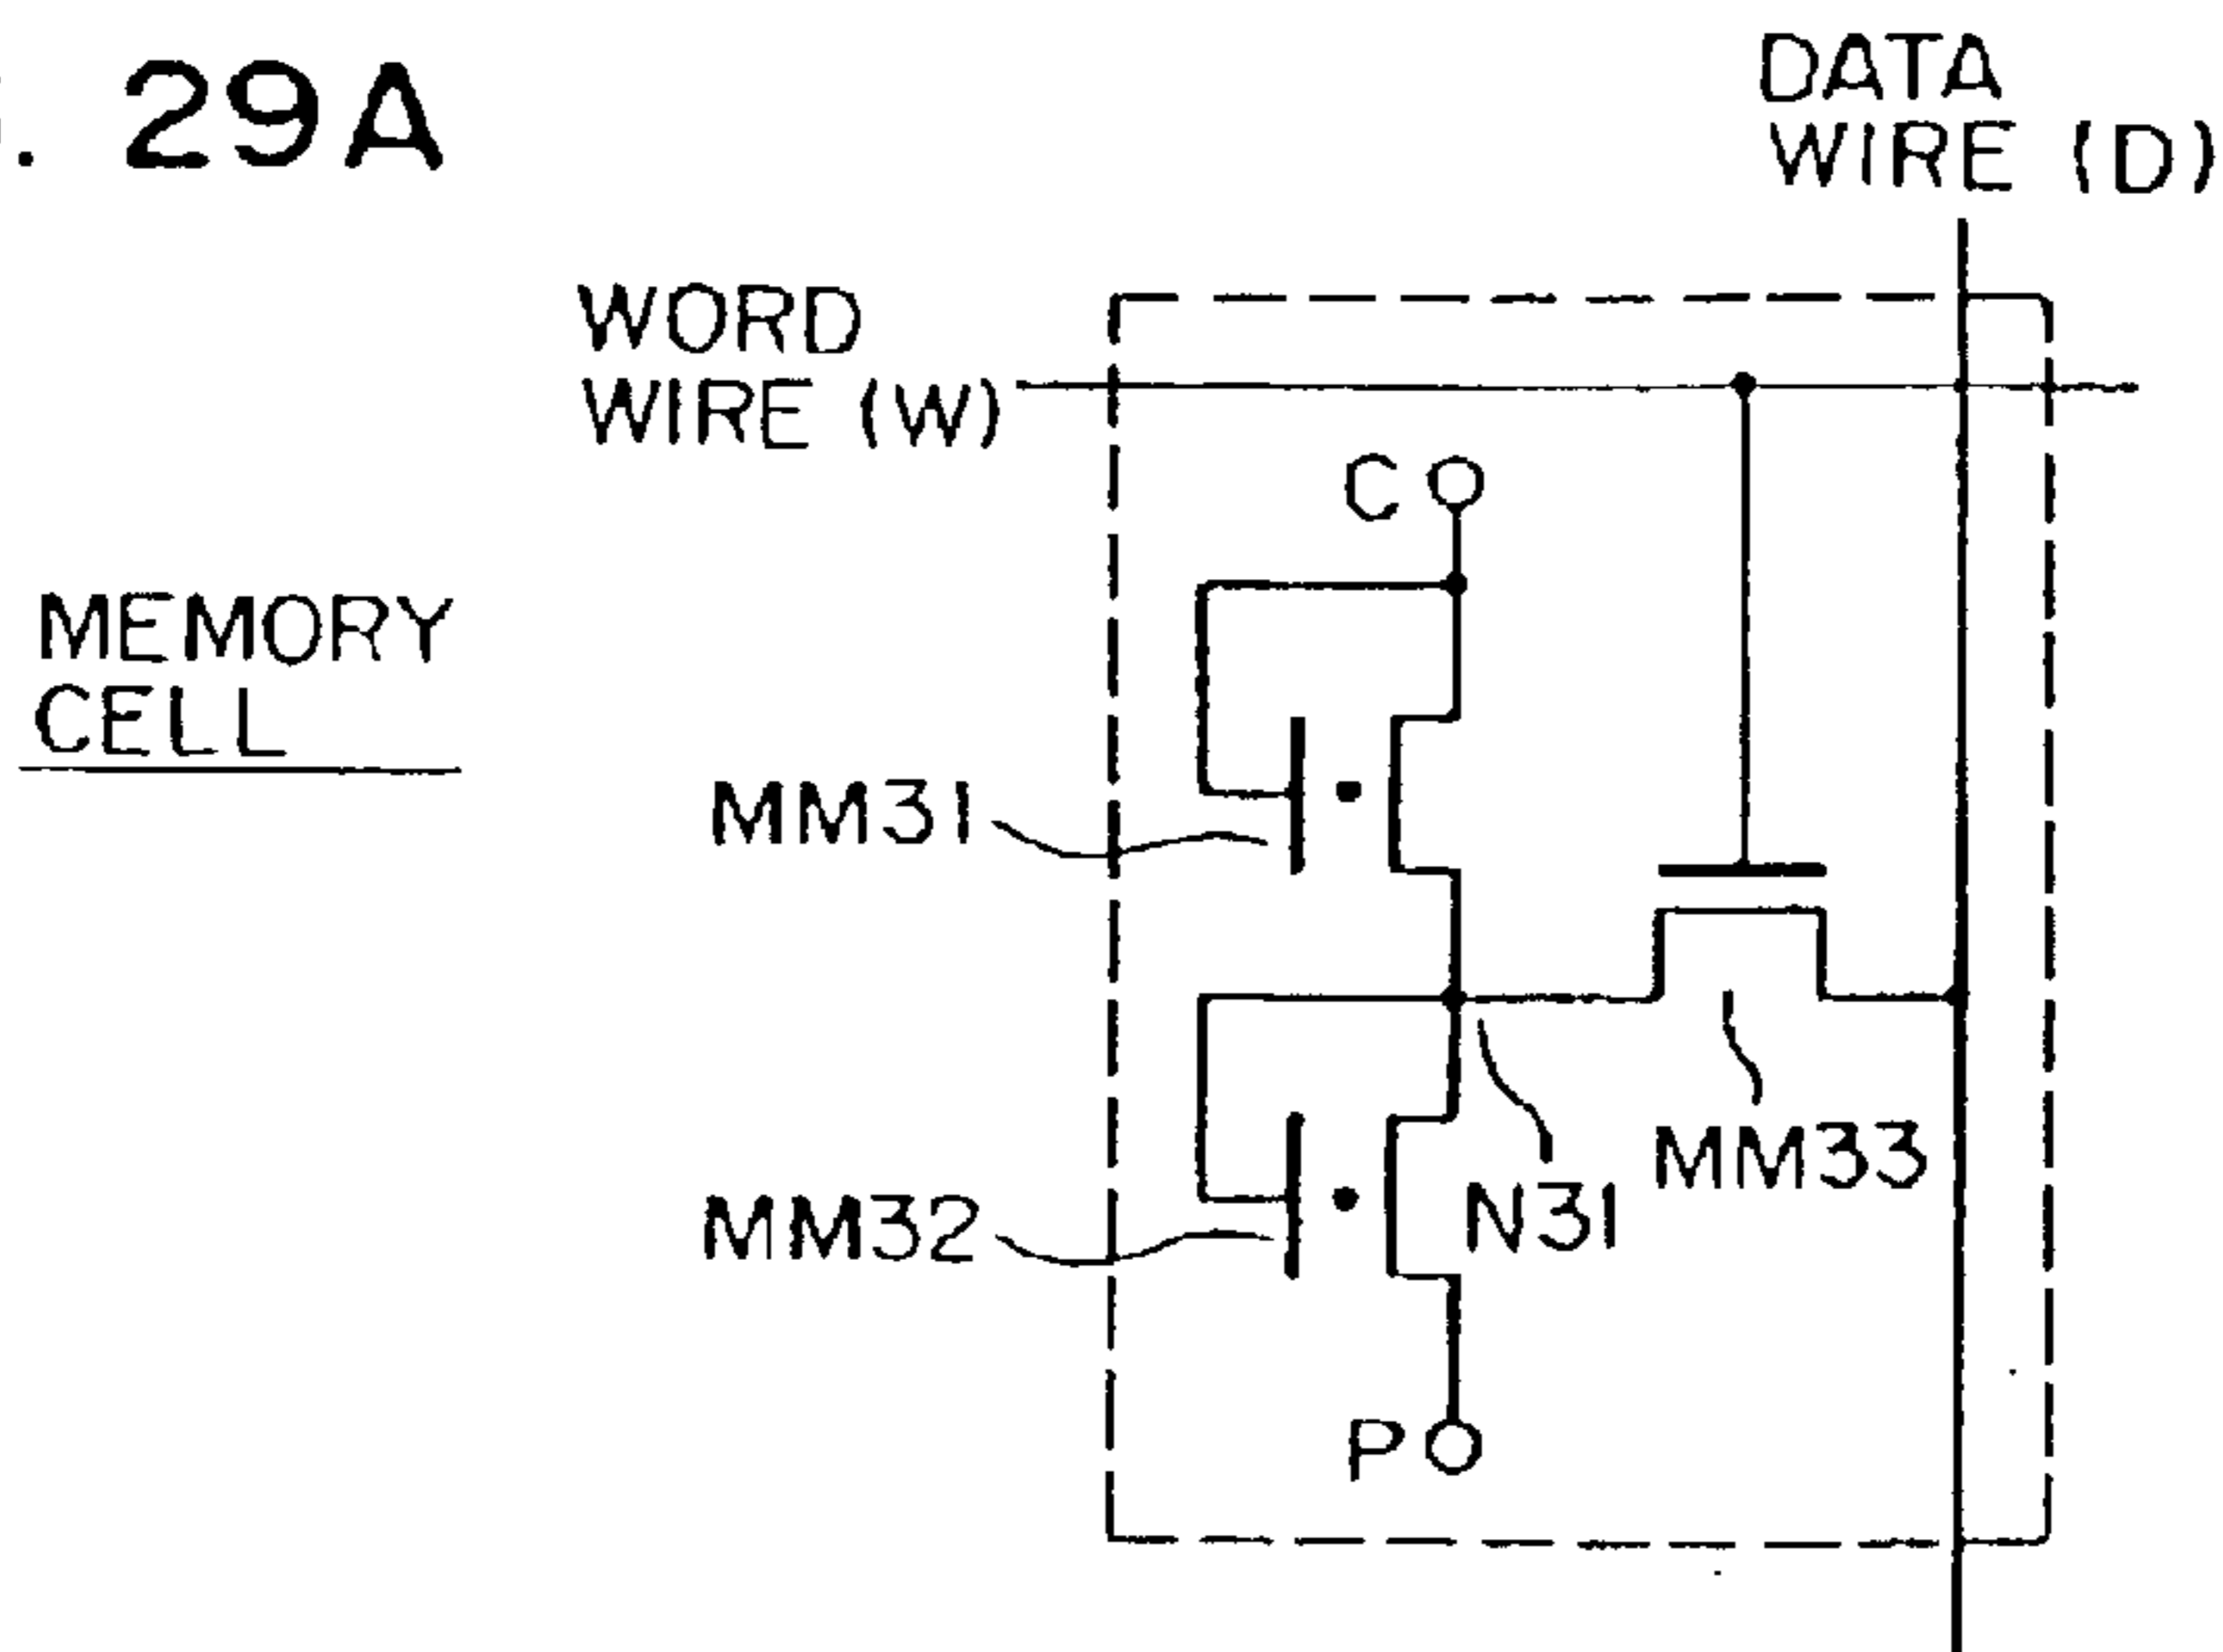 . 29A
DATA
WIRE (D)
WORD
WIRE (W)
C
MEMORY
CELL
MM31
MM33
MM32
N31
P